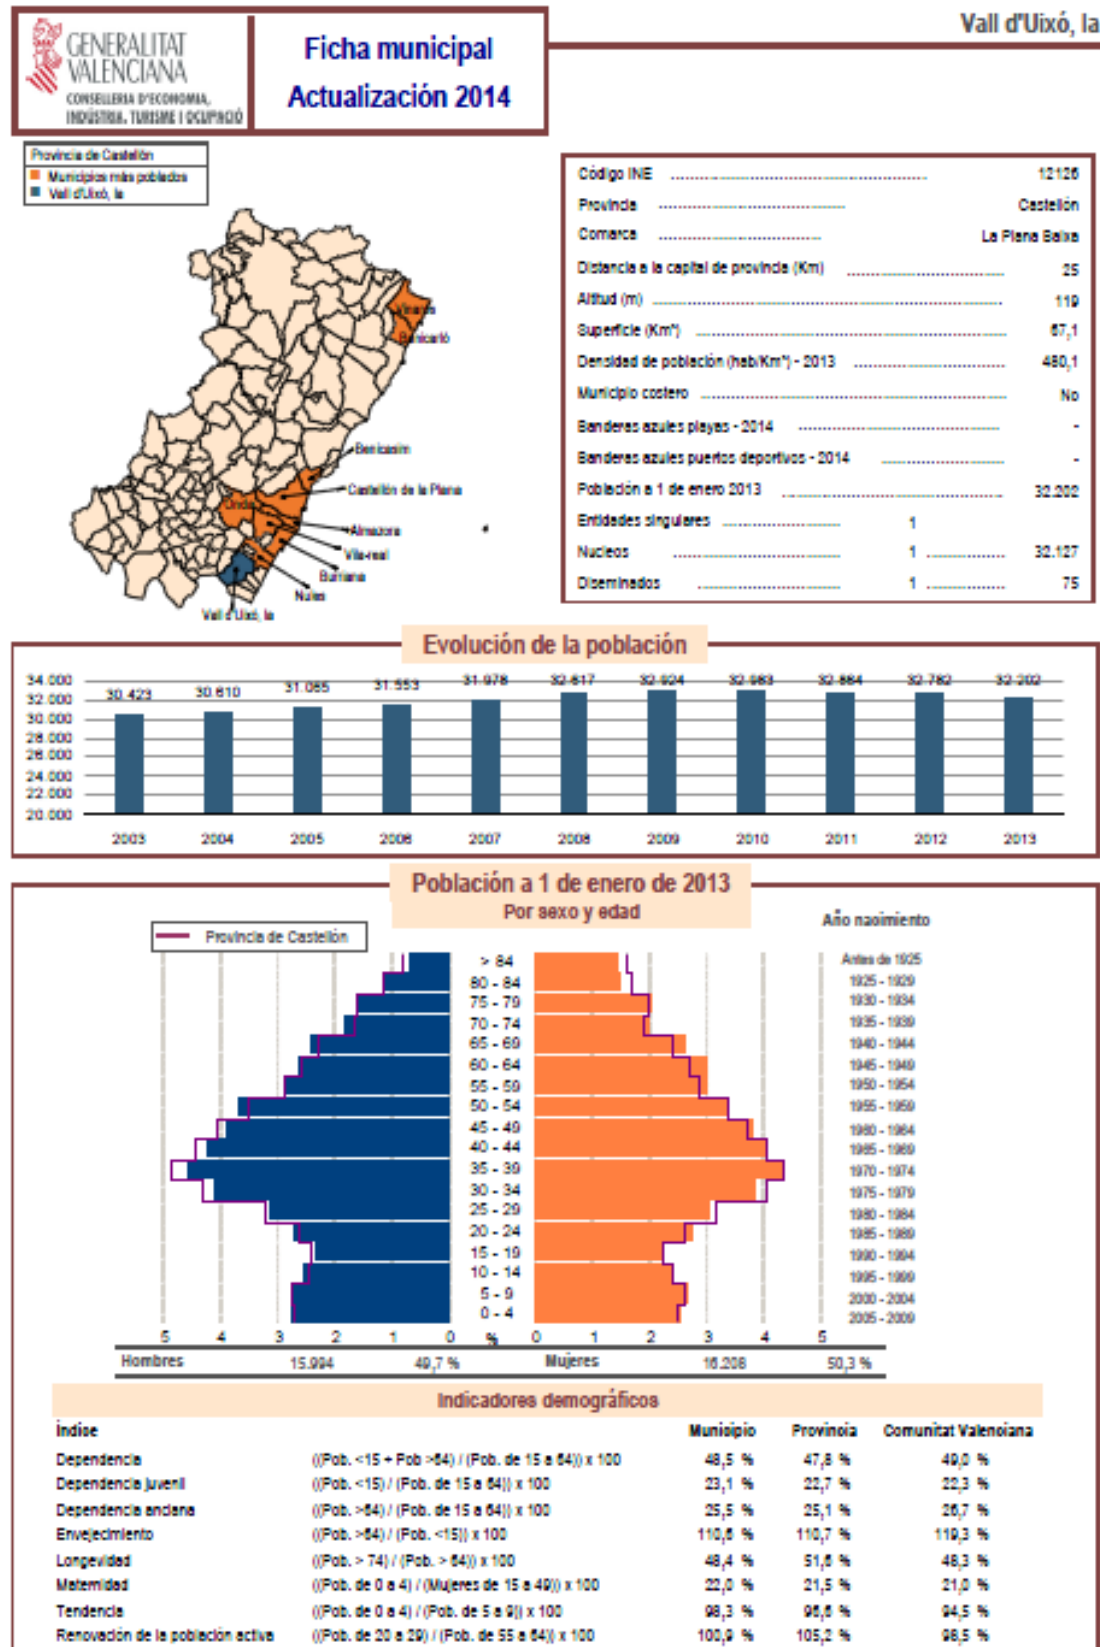 Vall d'Uixó, la
GENERALITAT
VALENCIANA
CONSELLERIA D'ECONOMIA,
INDÚSTRIA, TURISME I OCUPACIÓ
Ficha municipal
Actualización 2014
Provincia de Castellón
Municipios más poblados
Vall d'Uixó, la
Vinaròs
Benicarló
Benicasim
Castellón de la Plana
Onda
Almazora
Vila-real
Burriana
Nules
Vall d'Uixó, la
Código INE 12126
Provincia Castellón
Comarca La Plana Baixa
Distancia a la capital de provincia (Km) 25
Altitud (m) 119
Superficie (Km²) 67,1
Densidad de población (hab/Km²) - 2013 480,1
Municipio costero No
Banderas azules playas - 2014 -
Banderas azules puertos deportivos - 2014 -
Población a 1 de enero 2013 32.202
Entidades singulares 1
Nucleos 1 32.127
Diseminados 1 75
Evolución de la población
34.000
32.000
30.000
28.000
26.000
24.000
22.000
20.000
30.423 30.610 31.065 31.553 31.978 32.617 32.924 32.983 32.864 32.782 32.202
2003 2004 2005 2006 2007 2008 2009 2010 2011 2012 2013
Población a 1 de enero de 2013
Por sexo y edad
Año nacimiento
Provincia de Castellón
> 84 Antes de 1925
80 - 84 1925 - 1929
75 - 79 1930 - 1934
70 - 74 1935 - 1939
65 - 69 1940 - 1944
60 - 64 1945 - 1949
55 - 59 1950 - 1954
50 - 54 1955 - 1959
45 - 49 1960 - 1964
40 - 44 1965 - 1969
35 - 39 1970 - 1974
30 - 34 1975 - 1979
25 - 29 1980 - 1984
20 - 24 1985 - 1989
15 - 19 1990 - 1994
10 - 14 1995 - 1999
5 - 9 2000 - 2004
0 - 4 2005 - 2009
5 4 3 2 1 0 % 0 1 2 3 4 5
Hombres 15.994 49,7 % Mujeres 16.208 50,3 %
Indicadores demográficos
Índice Municipio Provincia Comunitat Valenciana
Dependencia ((Pob. <15 + Pob >64) / (Pob. de 15 a 64)) x 100 48,5 % 47,8 % 49,0 %
Dependencia juvenil ((Pob. <15) / (Pob. de 15 a 64)) x 100 23,1 % 22,7 % 22,3 %
Dependencia anciana ((Pob. >64) / (Pob. de 15 a 64)) x 100 25,5 % 25,1 % 26,7 %
Envejecimiento ((Pob. >64) / (Pob. <15)) x 100 110,6 % 110,7 % 119,3 %
Longevidad ((Pob. > 74) / (Pob. > 64)) x 100 48,4 % 51,6 % 48,3 %
Maternidad ((Pob. de 0 a 4) / (Mujeres de 15 a 49)) x 100 22,0 % 21,5 % 21,0 %
Tendencia ((Pob. de 0 a 4) / (Pob. de 5 a 9)) x 100 98,3 % 96,6 % 94,5 %
Renovación de la población activa ((Pob. de 20 a 29) / (Pob. de 55 a 64)) x 100 100,9 % 105,2 % 98,5 %